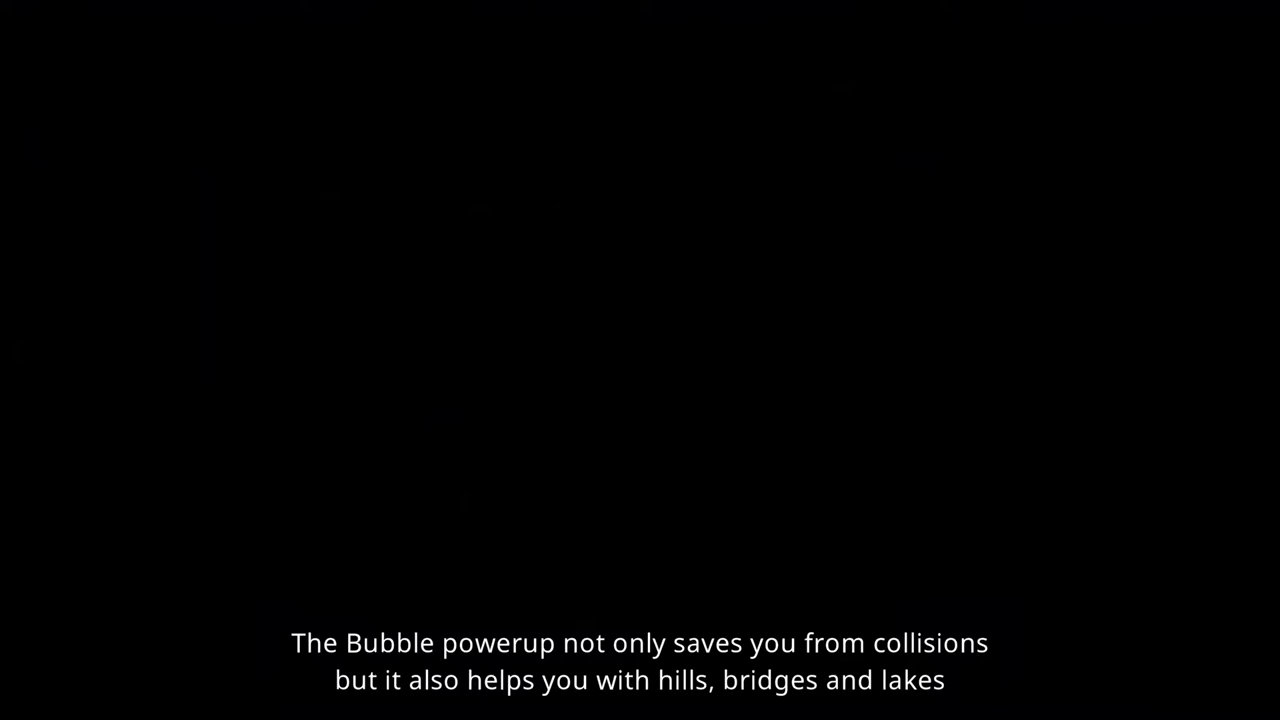 The Bubble powerup not only saves you from collisions
but it also helps you with hills, bridges and lakes